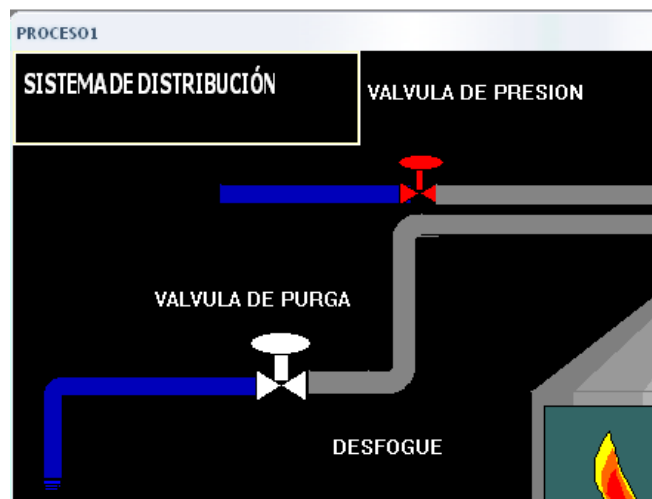 PROCESO1
SISTEMA DE DISTRIBUCIÓN
VALVULA DE PRESION
VALVULA DE PURGA
DESFOGUE